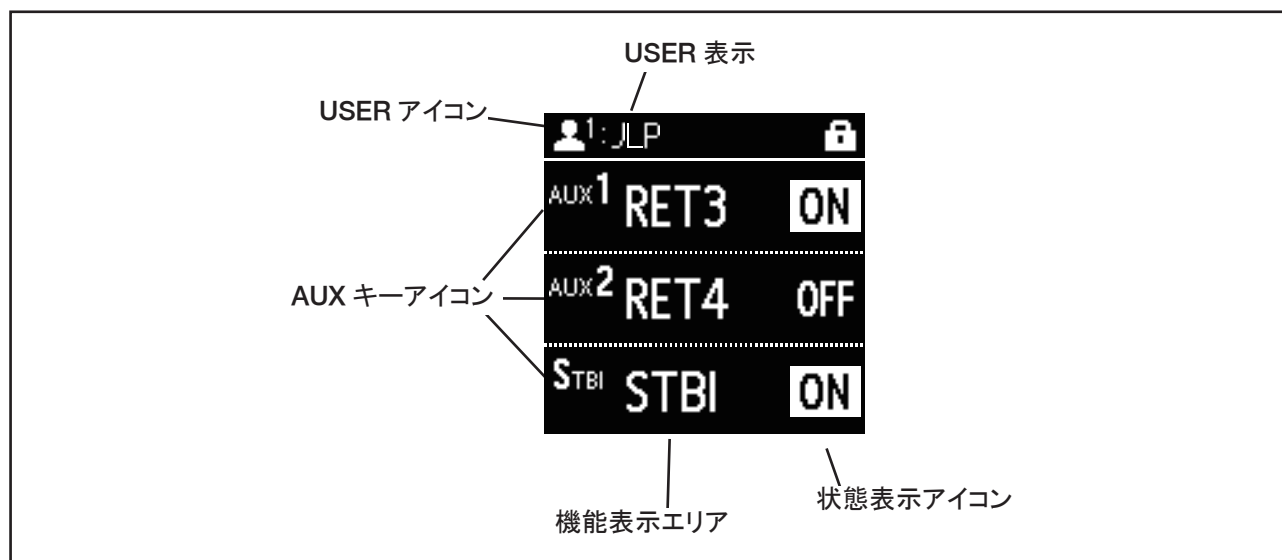 USER 表示
USER アイコン
1:JLP
AUX1 RET3 ON
AUX キーアイコン
AUX2 RET4 OFF
STBI STBI ON
状態表示アイコン
機能表示エリア